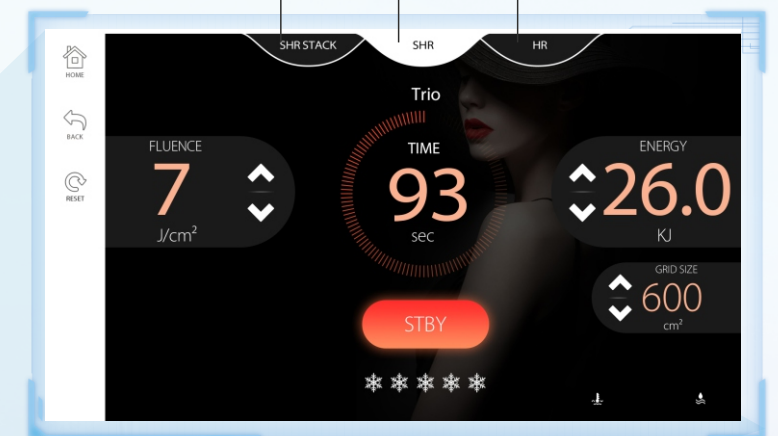 SHR STACK
SHR
HR
HOME
BACK
RESET
Trio
FLUENCE
7
J/cm²
TIME
93
sec
ENERGY
26.0
KJ
GRID SIZE
600
cm²
STBY